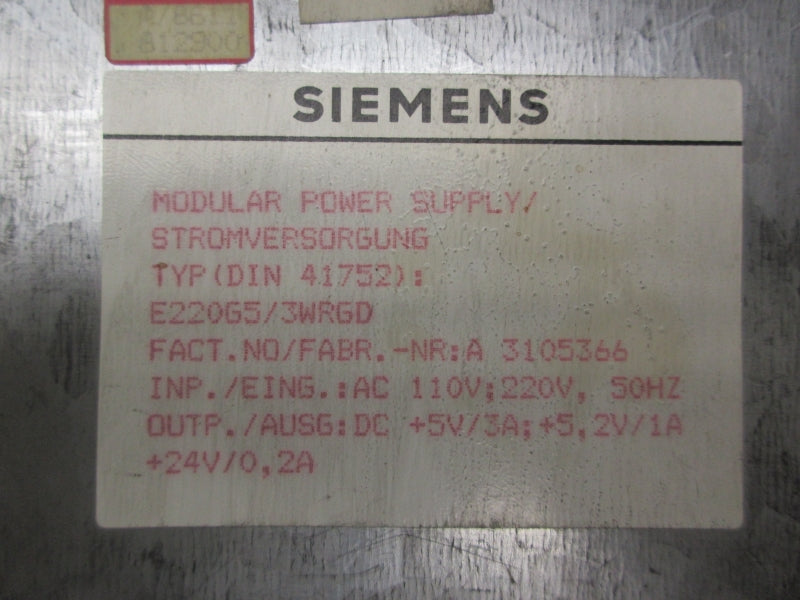 812900
SIEMENS
MODULAR POWER SUPPLY/
STROMVERSORGUNG
TYP(DIN 41752):
E220G5/3WRGD
FACT.NO/FABR.-NR:A 3105366
INP./EING.:AC 110V;220V, 50HZ
OUTP./AUSG:DC +5V/3A;+5,2V/1A
+24V/0,2A